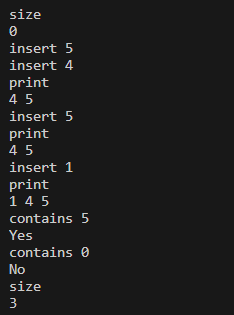 size
0
insert 5
insert 4
print
4 5
insert 5
print
4 5
insert 1
print
1 4 5
contains 5
Yes
contains 0
No
size
3